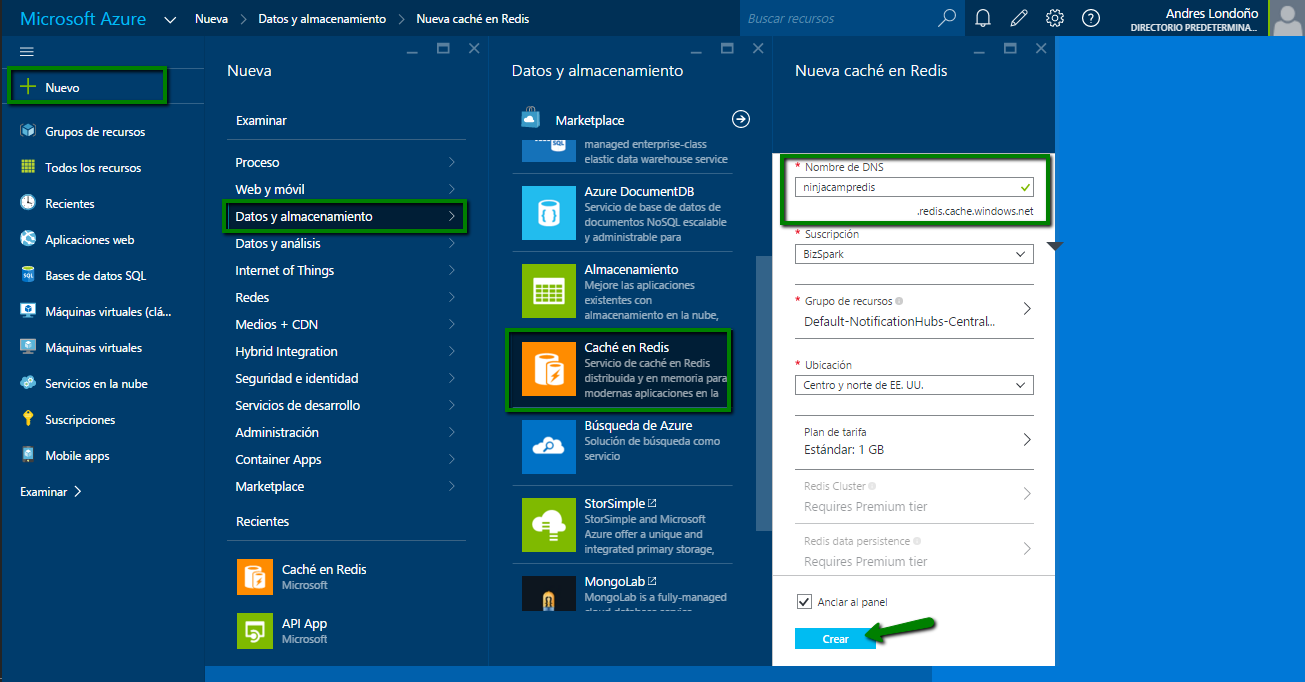 Microsoft Azure
Nueva
Datos y almacenamiento
Nueva caché en Redis
Buscar recursos
Andres Londoño
DIRECTORIO PREDETERMINA...
Nuevo
Grupos de recursos
Todos los recursos
Recientes
Aplicaciones web
Bases de datos SQL
Máquinas virtuales (clá...
Máquinas virtuales
Servicios en la nube
Suscripciones
Mobile apps
Examinar
Nueva
Examinar
Proceso
Web y móvil
Datos y almacenamiento
Datos y análisis
Internet of Things
Redes
Medios + CDN
Hybrid Integration
Seguridad e identidad
Servicios de desarrollo
Administración
Container Apps
Marketplace
Recientes
Caché en Redis
Microsoft
API App
Microsoft
Datos y almacenamiento
Marketplace
managed enterprise-class
elastic data warehouse service
Azure DocumentDB
Servicio de base de datos de
documentos NoSQL escalable
y administrable para
Almacenamiento
Mejore las aplicaciones
existentes con
almacenamiento en la nube,
Caché en Redis
Servicio de caché en Redis
distribuida y en memoria para
modernas aplicaciones en la
Búsqueda de Azure
Solución de búsqueda como
servicio
StorSimple
StorSimple and Microsoft
Azure offer a unique and
integrated primary storage,
MongoLab
MongoLab is a fully-managed
Nueva caché en Redis
* Nombre de DNS
ninjacampredis
.redis.cache.windows.net
* Suscripción
BizSpark
* Grupo de recursos
Default-NotificationHubs-Central...
* Ubicación
Centro y norte de EE. UU.
Plan de tarifa
Estándar: 1 GB
Redis Cluster
Requires Premium tier
Redis data persistence
Requires Premium tier
Anclar al panel
Crear